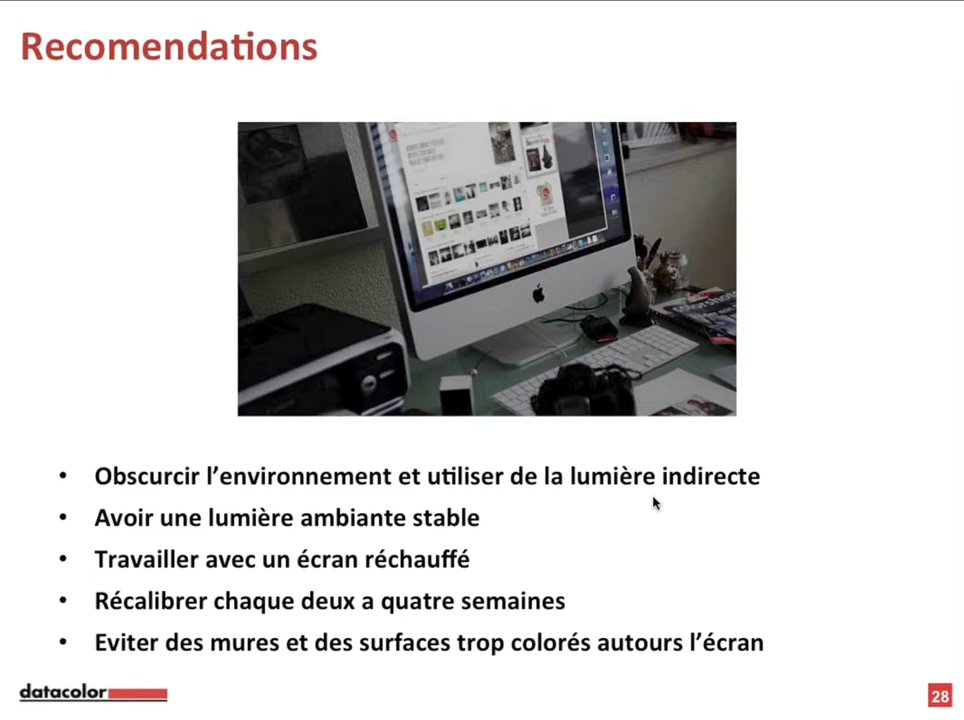 Recomendations
Obscurcir l’environnement et utiliser de la lumière indirecte
Avoir une lumière ambiante stable
Travailler avec un écran réchauffé
Récalibrer chaque deux a quatre semaines
Eviter des mures et des surfaces trop colorés autours l’écran
datacolor
28